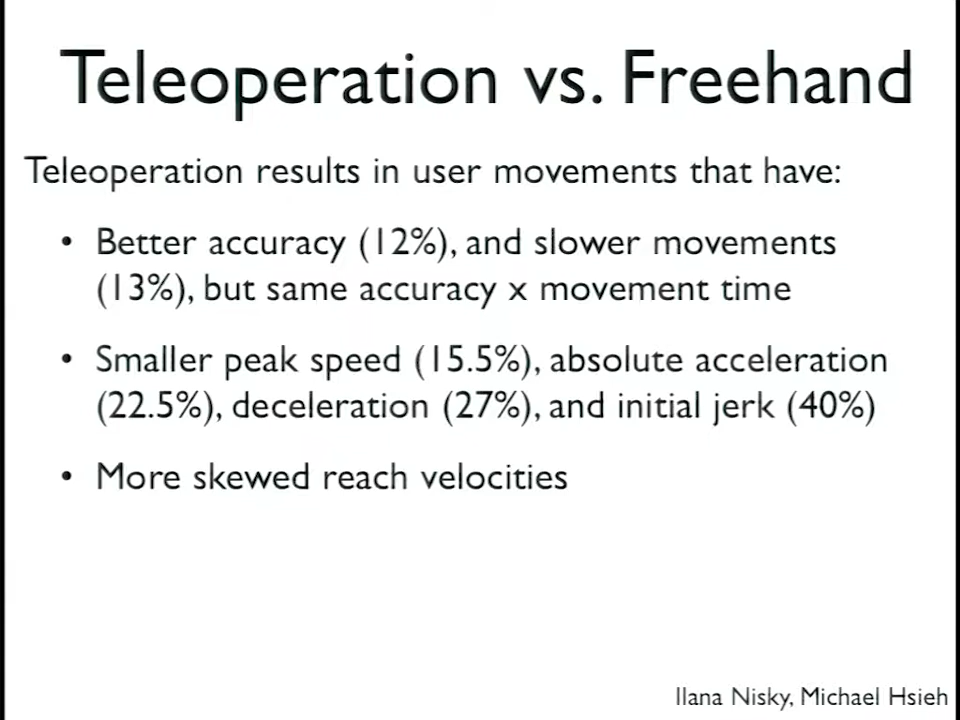 Teleoperation vs. Freehand
Teleoperation results in user movements that have:
• Better accuracy (12%), and slower movements
(13%), but same accuracy x movement time
• Smaller peak speed (15.5%), absolute acceleration
(22.5%), deceleration (27%), and initial jerk (40%)
• More skewed reach velocities
Ilana Nisky, Michael Hsieh